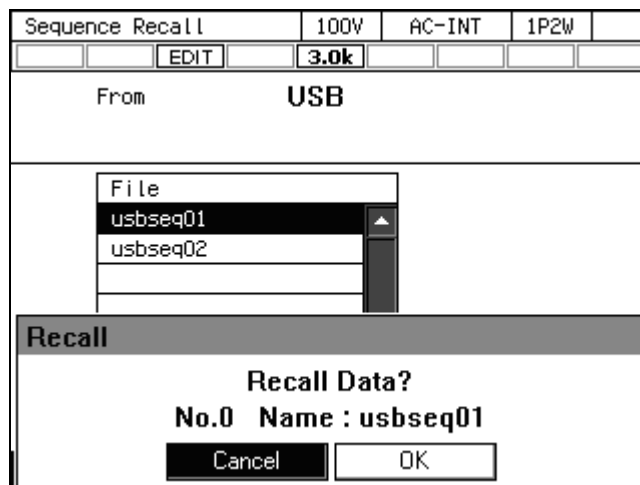 Sequence Recall 100V AC-INT 1P2W
EDIT 3.0k
From USB
File
usbseq01
usbseq02
Recall
Recall Data?
No.0 Name : usbseq01
Cancel OK